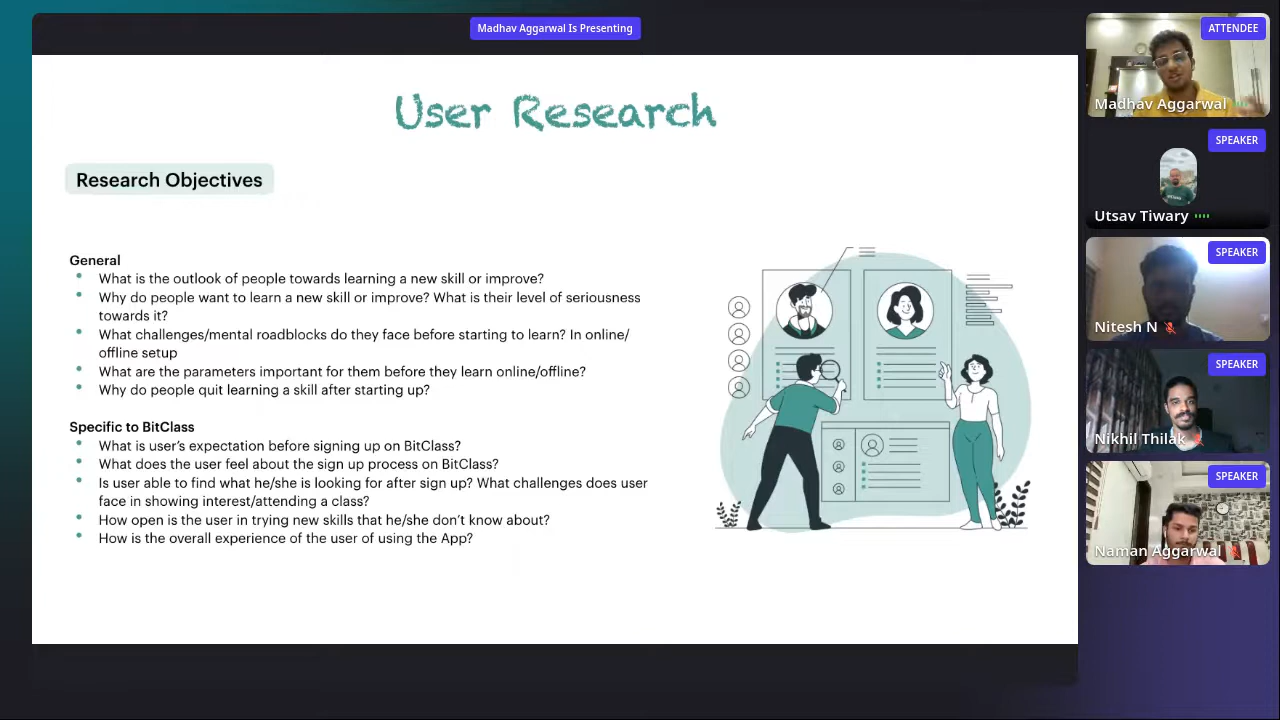 Madhav Aggarwal Is Presenting
User Research
Research Objectives
General
What is the outlook of people towards learning a new skill or improve?
Why do people want to learn a new skill or improve? What is their level of seriousness
towards it?
What challenges/mental roadblocks do they face before starting to learn? In online/
offline setup
What are the parameters important for them before they learn online/offline?
Why do people quit learning a skill after starting up?
Specific to BitClass
What is user’s expectation before signing up on BitClass?
What does the user feel about the sign up process on BitClass?
Is user able to find what he/she is looking for after sign up? What challenges does user
face in showing interest/attending a class?
How open is the user in trying new skills that he/she don’t know about?
How is the overall experience of the user of using the App?
ATTENDEE
Madhav Aggarwal
SPEAKER
Utsav Tiwary
SPEAKER
Nitesh N
SPEAKER
Nikhil Thilak
SPEAKER
Naman Aggarwal